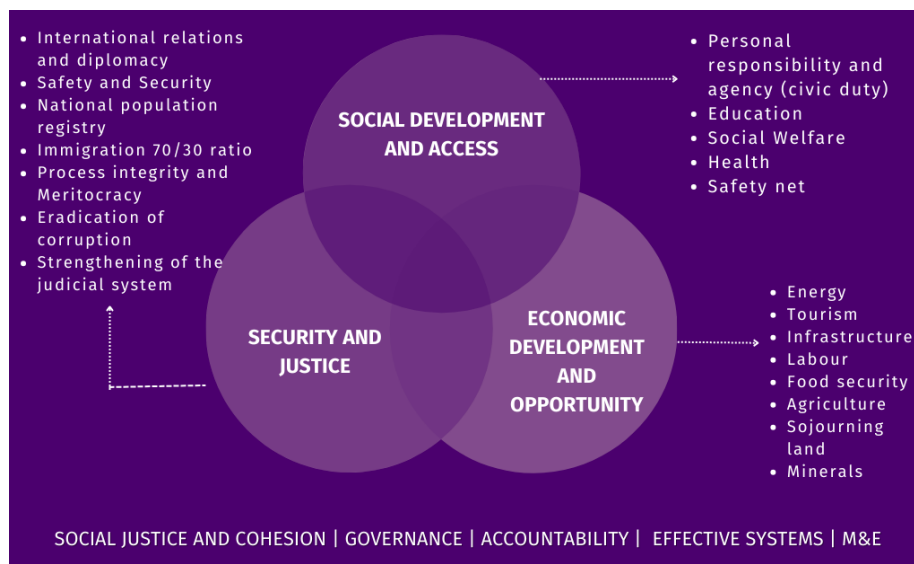 • International relations
and diplomacy
• Safety and Security
• National population
registry
• Immigration 70/30 ratio
• Process integrity and
Meritocracy
• Eradication of
corruption
• Strengthening of the
judicial system
SOCIAL DEVELOPMENT
AND ACCESS
• Personal
responsibility and
agency (civic duty)
• Education
• Social Welfare
• Health
• Safety net
SECURITY AND
JUSTICE
ECONOMIC
DEVELOPMENT
AND
OPPORTUNITY
• Energy
• Tourism
• Infrastructure
• Labour
• Food security
• Agriculture
• Sojourning
land
• Minerals
SOCIAL JUSTICE AND COHESION | GOVERNANCE | ACCOUNTABILITY | EFFECTIVE SYSTEMS | M&E